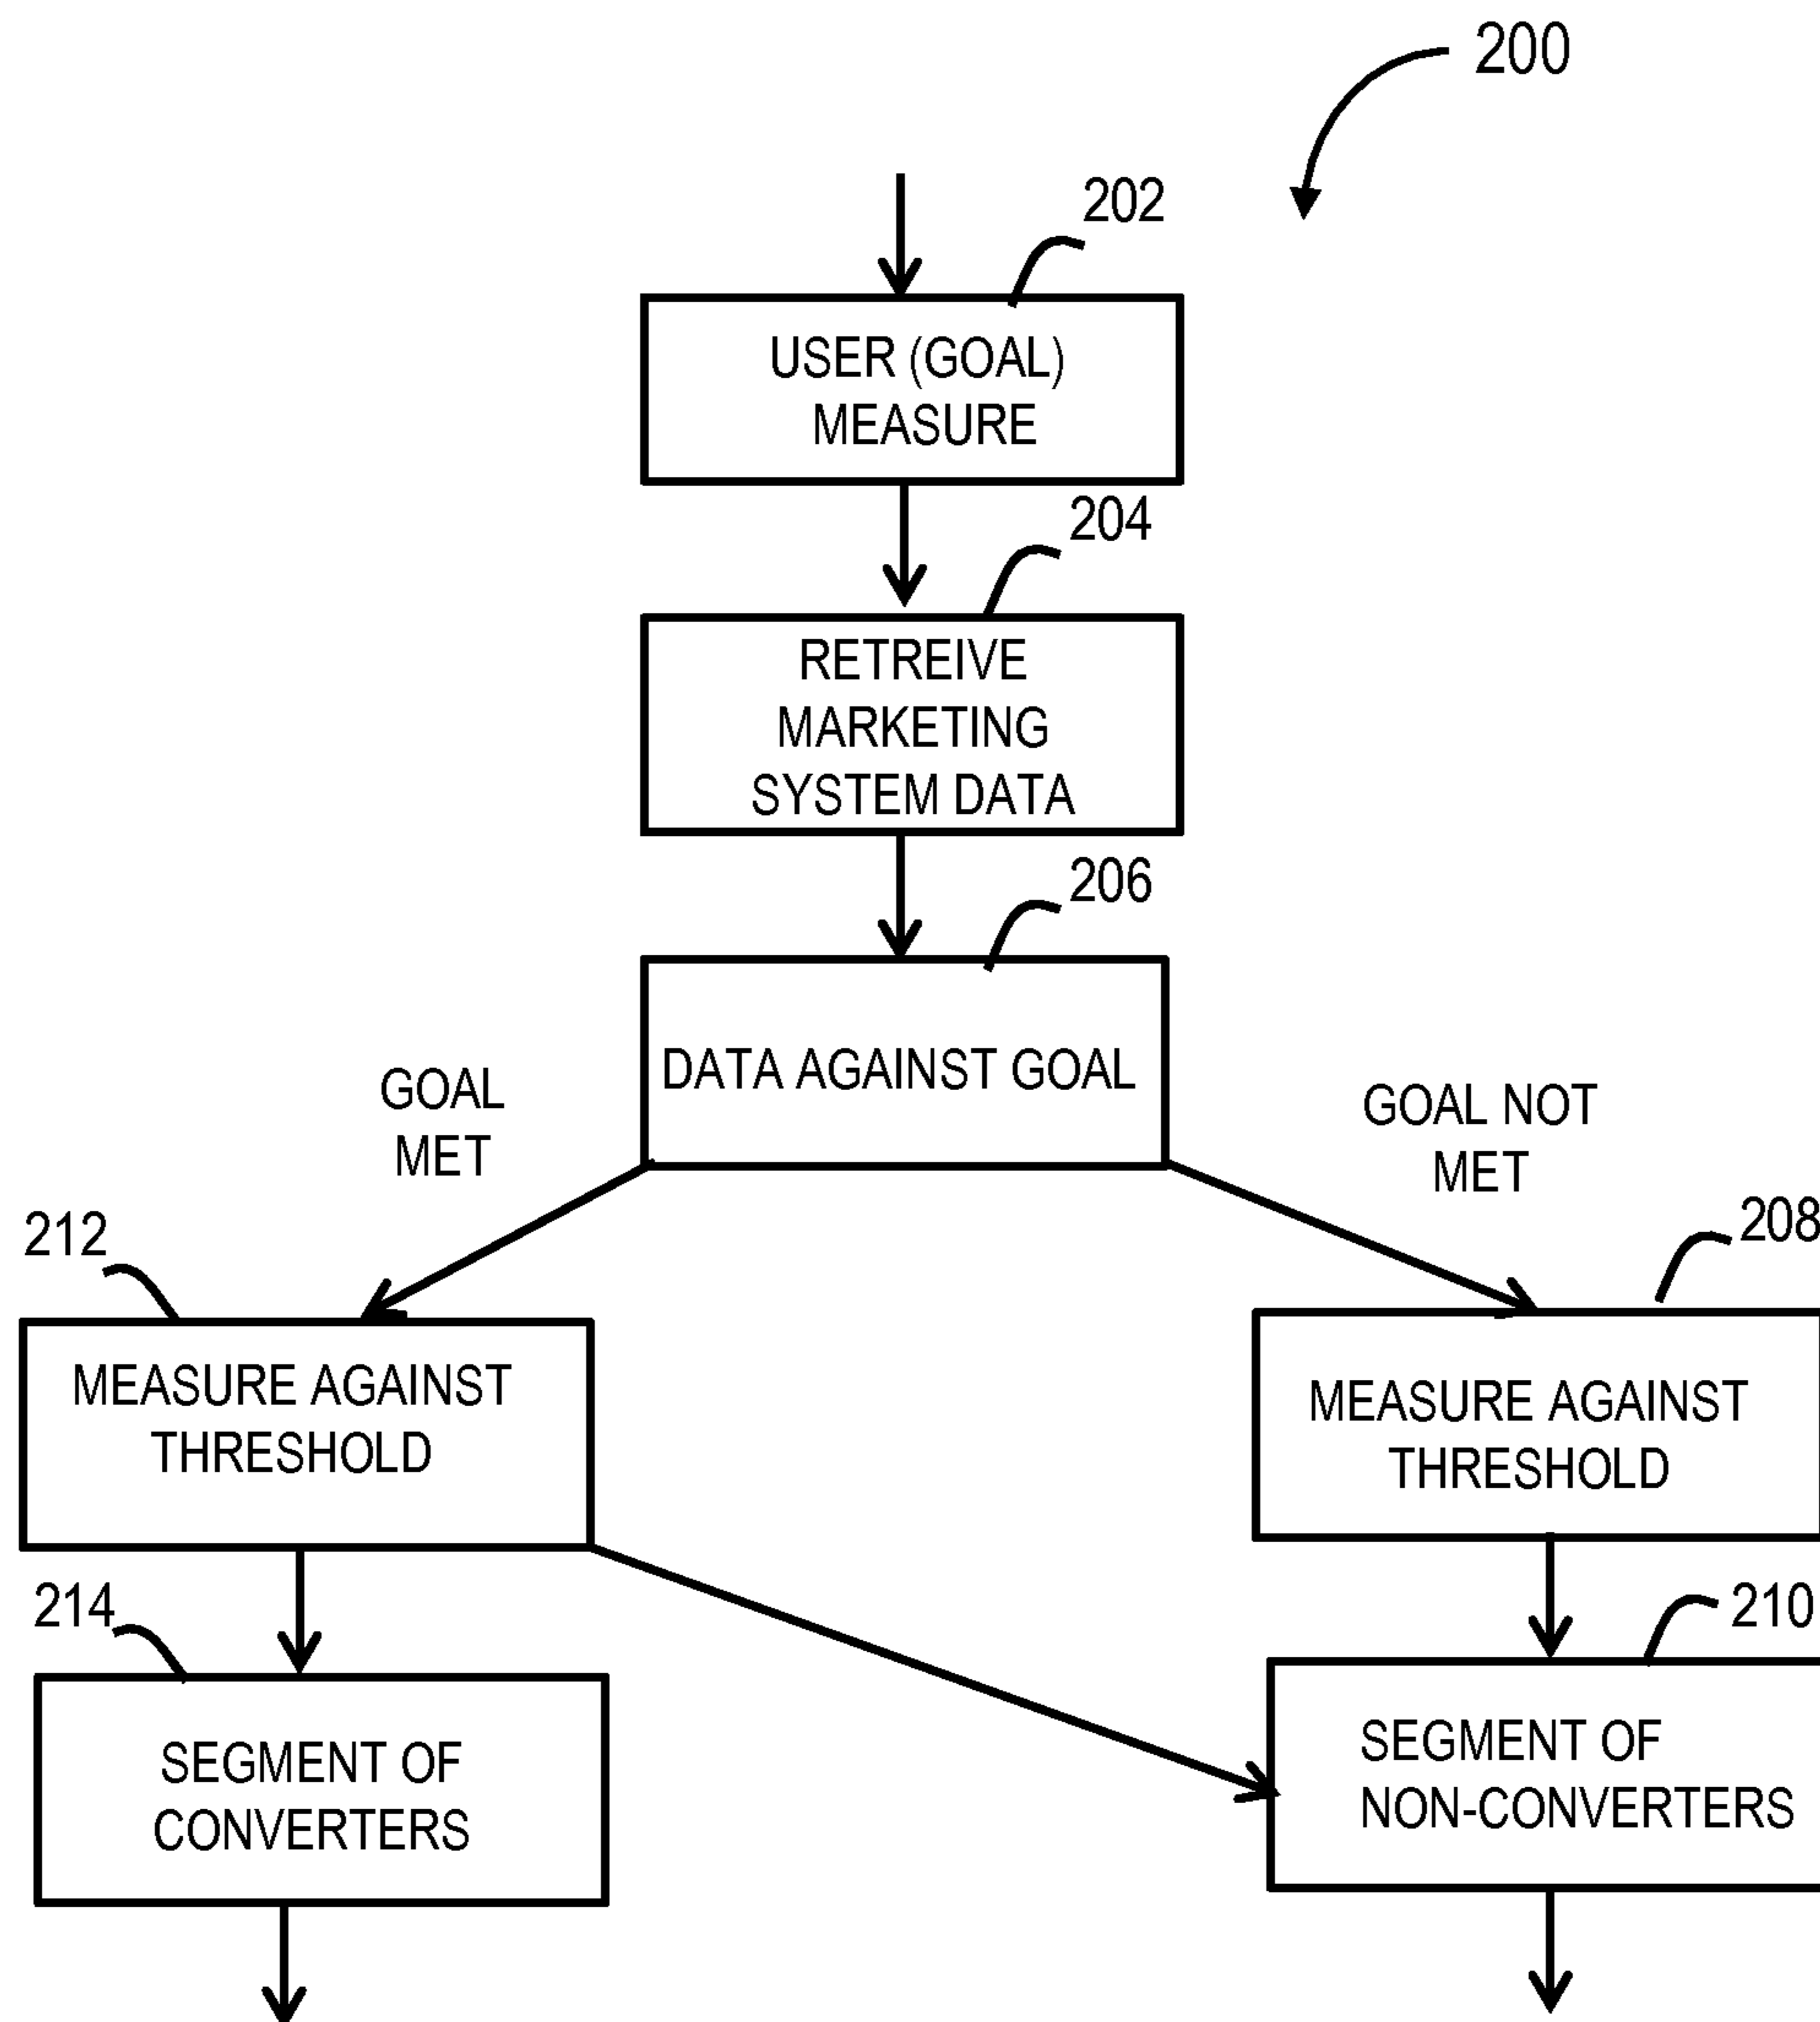 200
202
USER (GOAL)
MEASURE
204
RETREIVE
MARKETING
SYSTEM DATA
206
DATA AGAINST GOAL
GOAL
MET
GOAL NOT
MET
212
208
MEASURE AGAINST
THRESHOLD
MEASURE AGAINST
THRESHOLD
214
210
SEGMENT OF
CONVERTERS
SEGMENT OF
NON-CONVERTERS